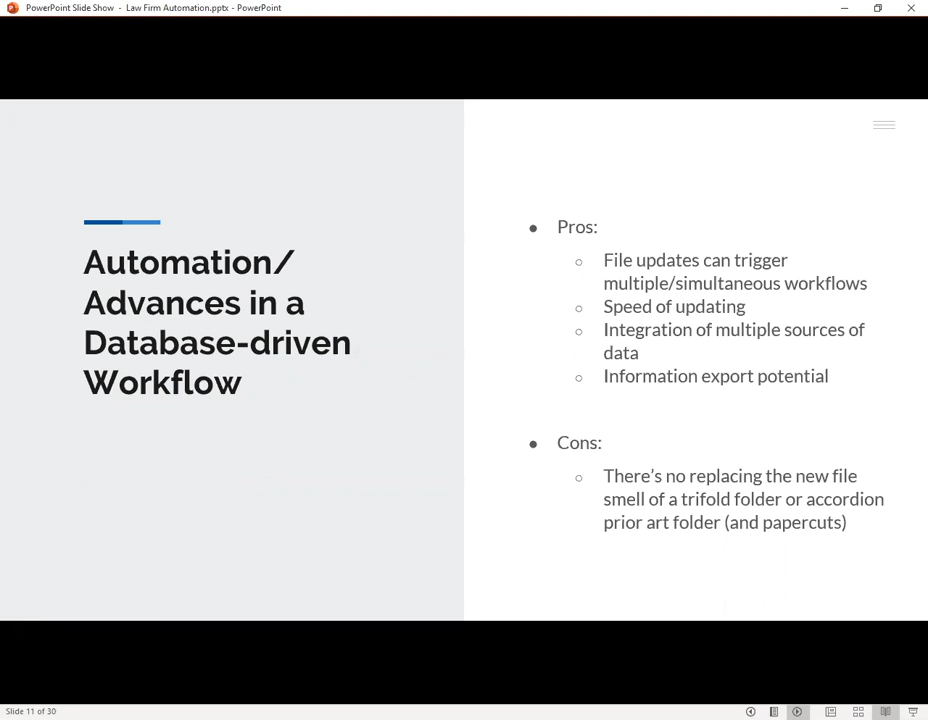 PowerPoint Slide Show - Law Firm Automation.pptx - PowerPoint
Automation/
Advances in a
Database-driven
Workflow
● Pros:
○ File updates can trigger
multiple/simultaneous workflows
○ Speed of updating
○ Integration of multiple sources of
data
○ Information export potential
● Cons:
○ There's no replacing the new file
smell of a trifold folder or accordion
prior art folder (and papercuts)
Slide 11 of 30